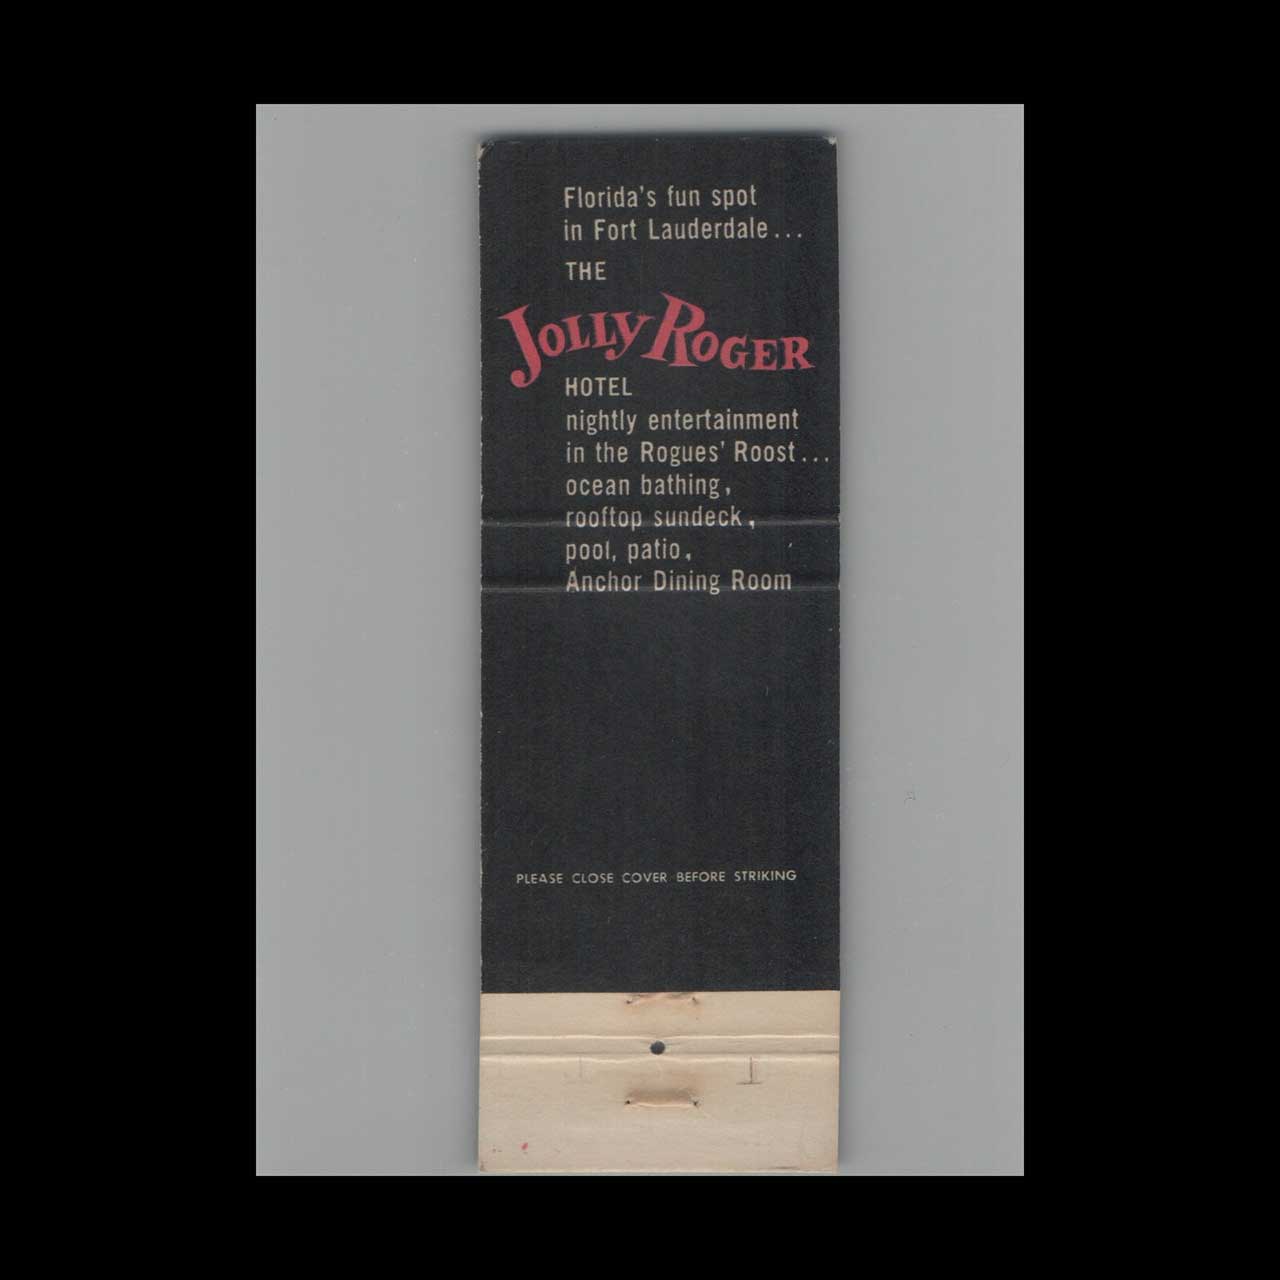 Florida's fun spot
in Fort Lauderdale...
THE
JOLLY ROGER
HOTEL
nightly entertainment
in the Rogues' Roost...
ocean bathing,
rooftop sundeck,
pool, patio,
Anchor Dining Room
PLEASE CLOSE COVER BEFORE STRIKING